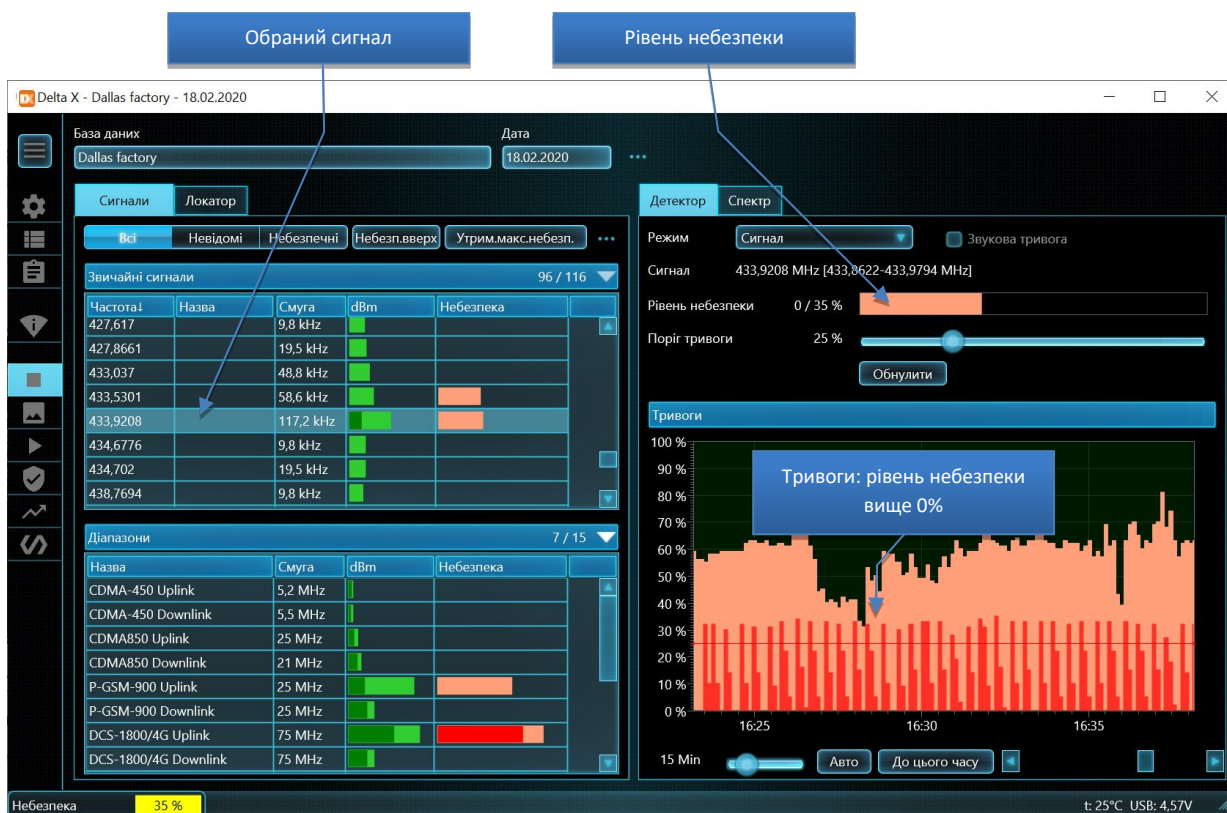 Обраний сигнал
Рівень небезпеки
Delta X - Dallas factory - 18.02.2020
База даних
Дата
Dallas factory
18.02.2020
Сигнали
Локатор
Всі
Невідомі
Небезпечні
Небезп.вверх
Утрим.макс.небезп.
Звичайні сигнали
96 / 116
Частота↓ Назва Смуга dBm Небезпека
427,617 9,8 kHz
427,8661 19,5 kHz
433,037 48,8 kHz
433,5301 58,6 kHz
433,9208 117,2 kHz
434,6776 9,8 kHz
434,702 19,5 kHz
438,7694 9,8 kHz
Діапазони
7 / 15
Назва Смуга dBm Небезпека
CDMA-450 Uplink 5,2 MHz
CDMA-450 Downlink 5,5 MHz
CDMA850 Uplink 25 MHz
CDMA850 Downlink 21 MHz
P-GSM-900 Uplink 25 MHz
P-GSM-900 Downlink 25 MHz
DCS-1800/4G Uplink 75 MHz
DCS-1800/4G Downlink 75 MHz
Детектор
Спектр
Режим
Сигнал
Звукова тривога
Сигнал 433,9208 MHz [433,8622-433,9794 MHz]
Рівень небезпеки 0 / 35 %
Поріг тривоги 25 %
Обнулити
Тривоги
Тривоги: рівень небезпеки
вище 0%
100 %
90 %
80 %
70 %
60 %
50 %
40 %
30 %
20 %
10 %
0 %
16:25 16:30 16:35
15 Min
Авто
До цього часу
Небезпека 35 %
t: 25°C USB: 4,57V